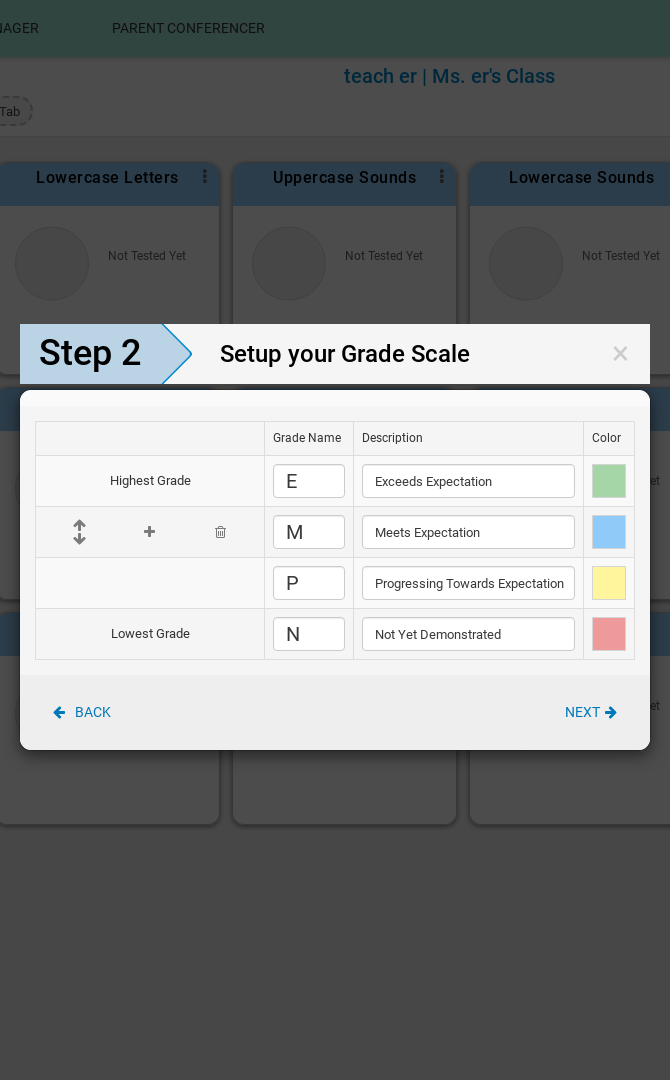 NAGER PARENT CONFERENCER
teach er | Ms. er's Class
Tab
Lowercase Letters Uppercase Sounds Lowercase Sounds
Not Tested Yet Not Tested Yet Not Tested Yet
Step 2 Setup your Grade Scale ×
Grade Name Description Color
Highest Grade E Exceeds Expectation
M Meets Expectation
P Progressing Towards Expectation
Lowest Grade N Not Yet Demonstrated
BACK NEXT